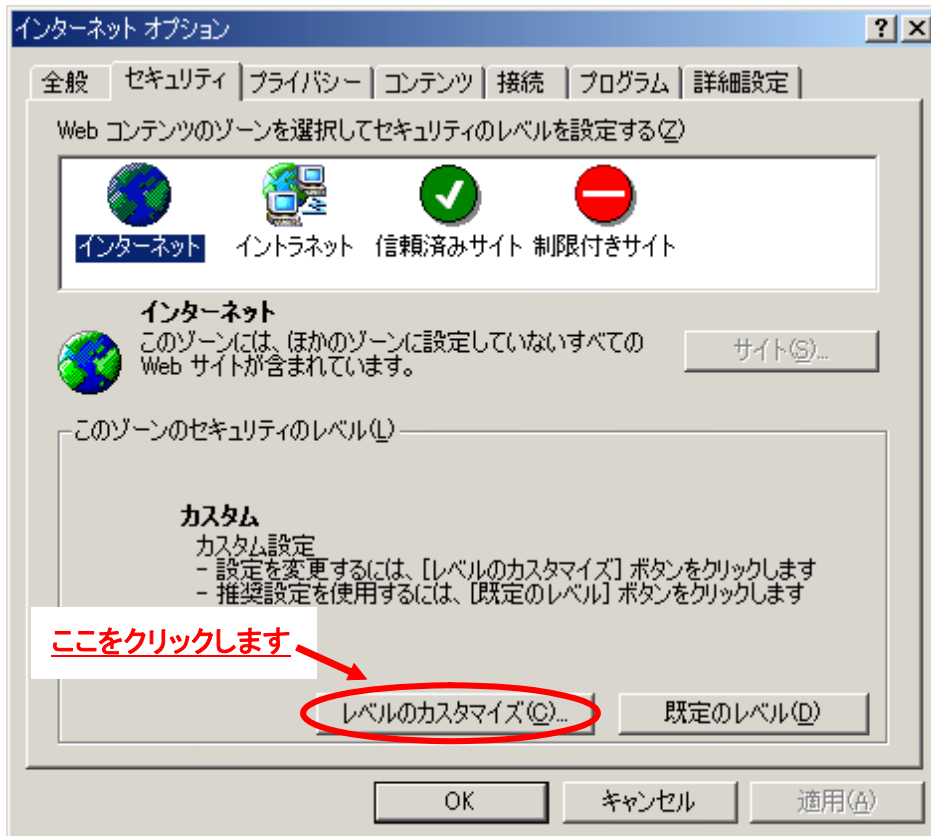 インターネット オプション
全般 セキュリティ プライバシー コンテンツ 接続 プログラム 詳細設定
Web コンテンツのゾーンを選択してセキュリティのレベルを設定する(Z)
インターネット イントラネット 信頼済みサイト 制限付きサイト
インターネット
このゾーンには、ほかのゾーンに設定していないすべての
Web サイトが含まれています。
サイト(S)...
このゾーンのセキュリティのレベル(L)
カスタム
カスタム設定
- 設定を変更するには、[レベルのカスタマイズ] ボタンをクリックします
- 推奨設定を使用するには、[既定のレベル] ボタンをクリックします
ここをクリックします
レベルのカスタマイズ(C)... 既定のレベル(D)
OK キャンセル 適用(A)